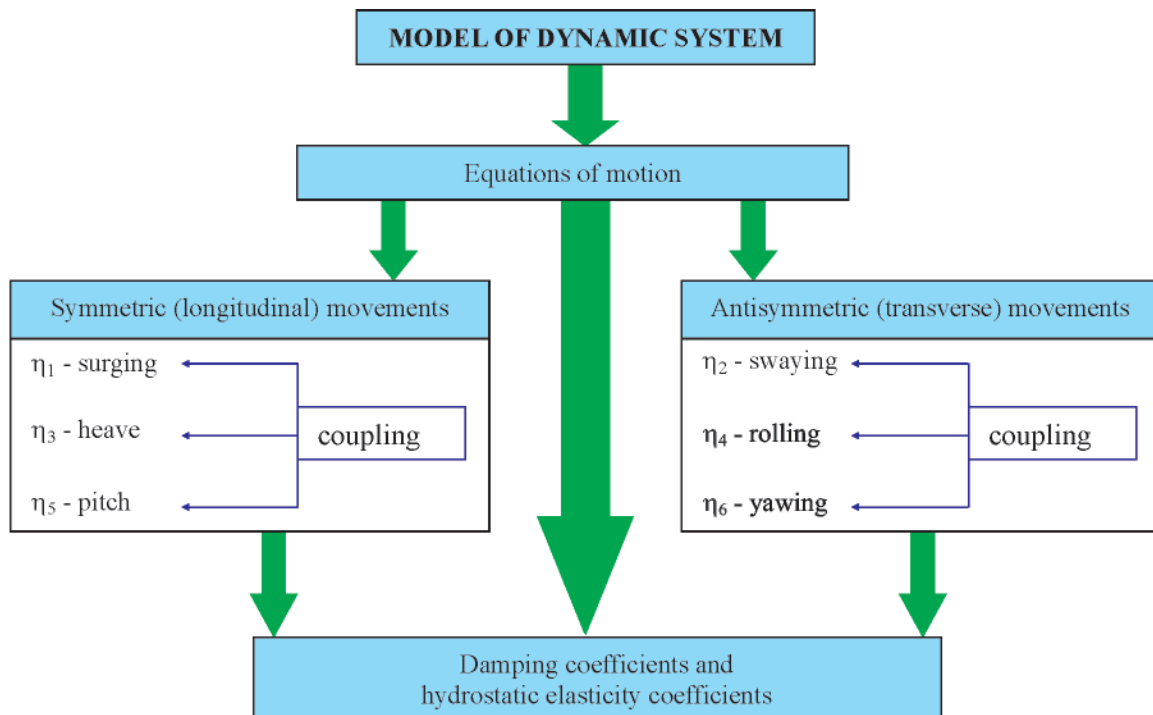 MODEL OF DYNAMIC SYSTEM
Equations of motion
Symmetric (longitudinal) movements
η₁ - surging
η₃ - heave
η₅ - pitch
coupling
Antisymmetric (transverse) movements
η₂ - swaying
η₄ - rolling
η₆ - yawing
coupling
Damping coefficients and
hydrostatic elasticity coefficients